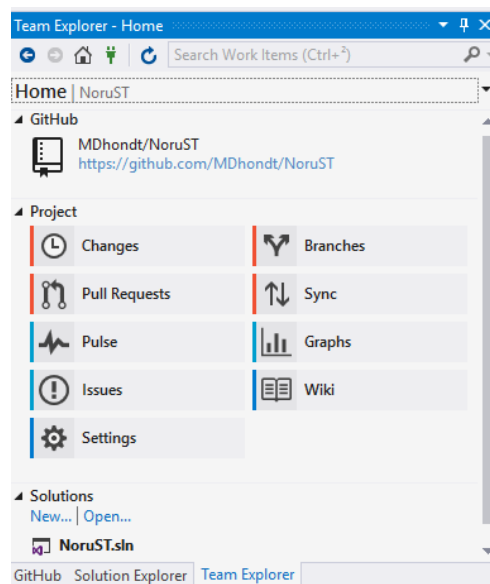 Team Explorer - Home
Search Work Items (Ctrl+²)
Home | NoruST
GitHub
MDhondt/NoruST
https://github.com/MDhondt/NoruST
Project
Changes
Branches
Pull Requests
Sync
Pulse
Graphs
Issues
Wiki
Settings
Solutions
New... | Open...
NoruST.sln
GitHub Solution Explorer Team Explorer